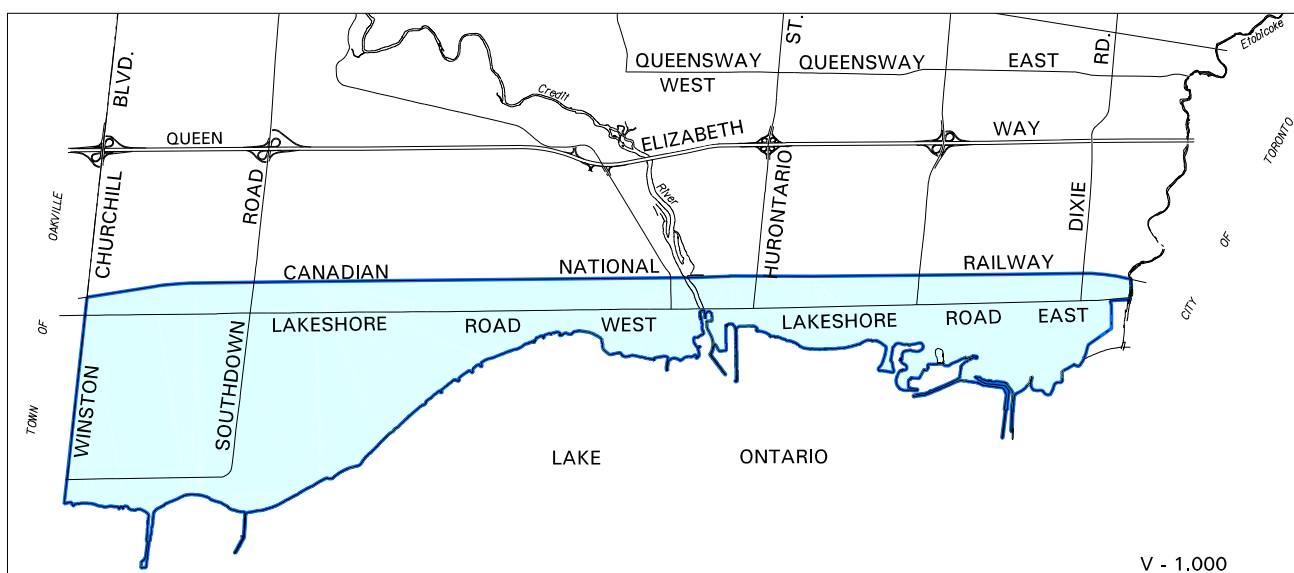 Etobicoke
QUEENSWAY QUEENSWAY EAST
WEST
ST.
RD.
BLVD.
Credit
QUEEN ELIZABETH WAY
TORONTO
OF
CITY
River
CHURCHILL
ROAD
HURONTARIO
DIXIE
OAKVILLE
OF
TOWN
CANADIAN NATIONAL RAILWAY
LAKESHORE ROAD WEST LAKESHORE ROAD EAST
WINSTON
SOUTHDOWN
LAKE ONTARIO
V - 1.000